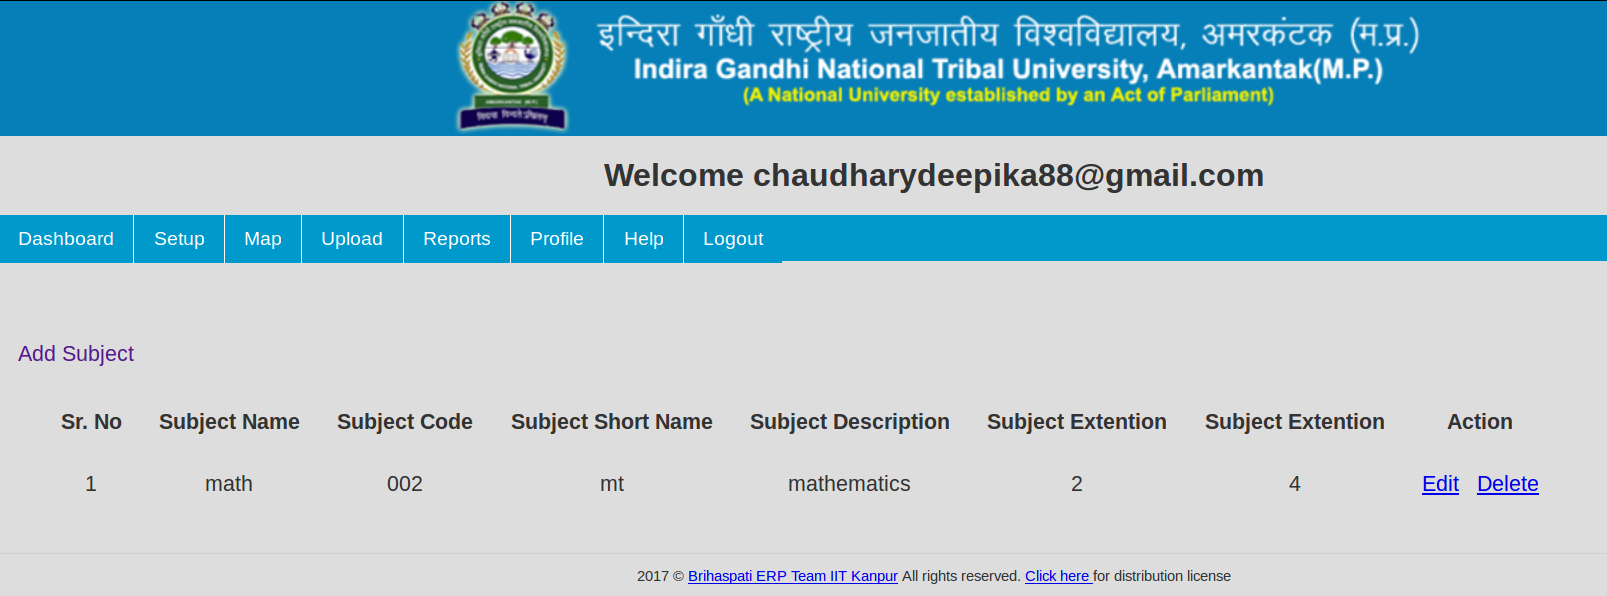 इन्दिरा गाँधी राष्ट्रीय जनजातीय विश्वविद्यालय, अमरकंटक (म.प्र.)
Indira Gandhi National Tribal University, Amarkantak(M.P.)
(A National University established by an Act of Parliament)
Welcome chaudharydeepika88@gmail.com
Dashboard Setup Map Upload Reports Profile Help Logout
Add Subject
Sr. No Subject Name Subject Code Subject Short Name Subject Description Subject Extention Subject Extention Action
1 math 002 mt mathematics 2 4 Edit Delete
2017 © Brihaspati ERP Team IIT Kanpur All rights reserved. Click here for distribution license